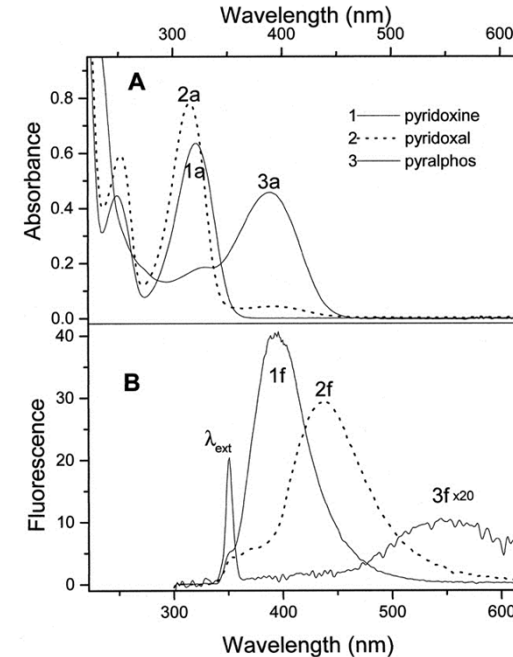 Wavelength (nm)
300 400 500 600
A
2a
1 pyridoxine
2 pyridoxal
3 pyralphos
1a
3a
Absorbance
0.8
0.6
0.4
0.2
0.0
40
B
1f
2f
λext
3f x20
Fluorescence
30
20
10
0
300 400 500 600
Wavelength (nm)